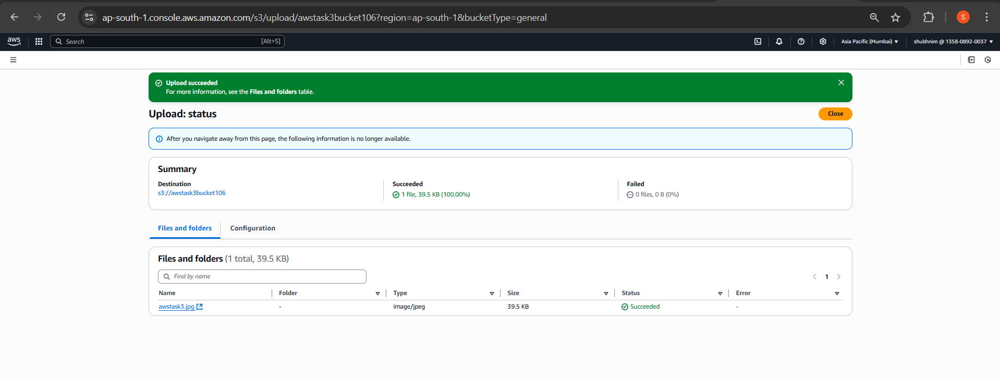 ap-south-1.console.aws.amazon.com/s3/upload/awstask3bucket106?region=ap-south-1&bucketType=general
S
aws
Search
[Alt+S]
Asia Pacific (Mumbai)
shubhnim @ 1358-0892-0037
Upload succeeded
For more information, see the Files and folders table.
Upload: status
Close
After you navigate away from this page, the following information is no longer available.
Summary
Destination
s3://awstask3bucket106
Succeeded
1 file, 39.5 KB (100.00%)
Failed
0 files, 0 B (0%)
Files and folders
Configuration
Files and folders (1 total, 39.5 KB)
Find by name
1
Name Folder Type Size Status Error
awstask3.jpg - image/jpeg 39.5 KB Succeeded -